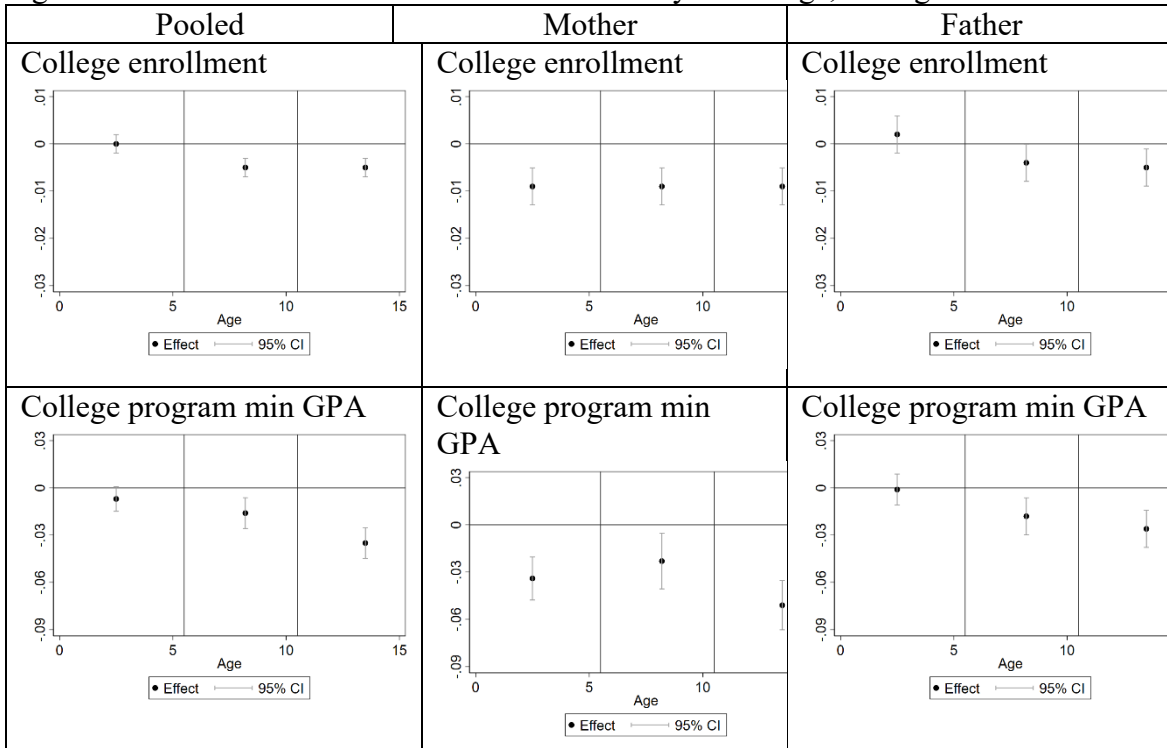 Pooled
Mother
Father
College enrollment
.01
0
-.01
-.02
-.03
0
5
10
15
Age
Effect
95% CI
College enrollment
.01
0
-.01
-.02
-.03
0
5
10
Age
Effect
95% CI
College enrollment
.01
0
-.01
-.02
-.03
0
5
10
Age
Effect
95% CI
College program min GPA
.03
0
-.03
-.06
-.09
0
5
10
15
Age
Effect
95% CI
College program min
GPA
.03
0
-.03
-.06
-.09
0
5
10
Age
Effect
95% CI
College program min GPA
.03
0
-.03
-.06
-.09
0
5
10
Age
Effect
95% CI